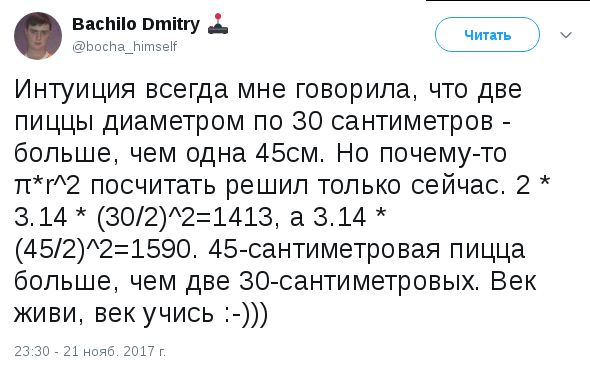 Bachilo Dmitry 🕹
@bocha_himself
Читать
Интуиция всегда мне говорила, что две
пиццы диаметром по 30 сантиметров -
больше, чем одна 45см. Но почему-то
π*r^2 посчитать решил только сейчас. 2 *
3.14 * (30/2)^2=1413, а 3.14 *
(45/2)^2=1590. 45-сантиметровая пицца
больше, чем две 30-сантиметровых. Век
живи, век учись :-)))
23:30 - 21 нояб. 2017 г.